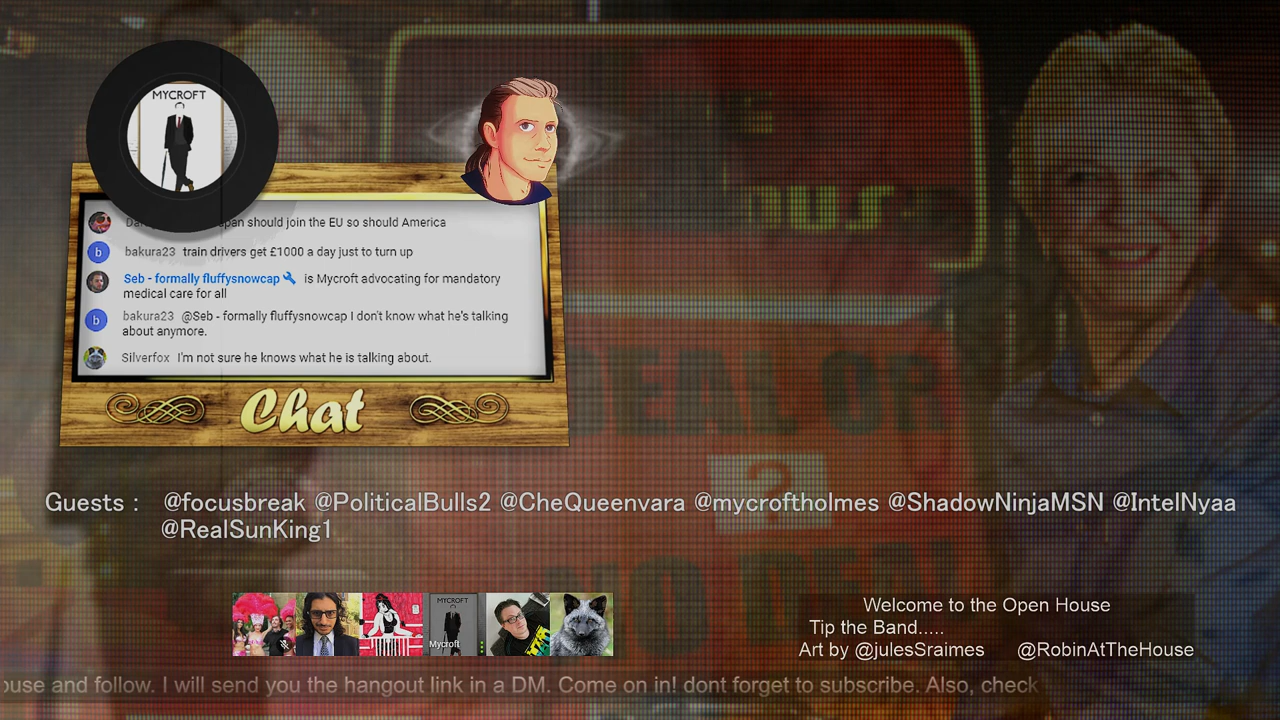 MYCROFT
pan should join the EU so should America
b bakura23 train drivers get £1000 a day just to turn up
Seb - formally fluffysnowcap is Mycroft advocating for mandatory
medical care for all
b bakura23 @Seb - formally fluffysnowcap I don't know what he's talking
about anymore.
Silverfox I'm not sure he knows what he is talking about.
Chat
DEAL OR
?
NO DEAL
Guests : @focusbreak @PoliticalBulls2 @CheQueenvara @mycroftholmes @ShadowNinjaMSN @IntelNyaa
@RealSunKing1
MYCROFT
Mycroft
Welcome to the Open House
Tip the Band.....
Art by @julesSraimes @RobinAtTheHouse
ouse and follow. I will send you the hangout link in a DM. Come on in! dont forget to subscribe. Also, check